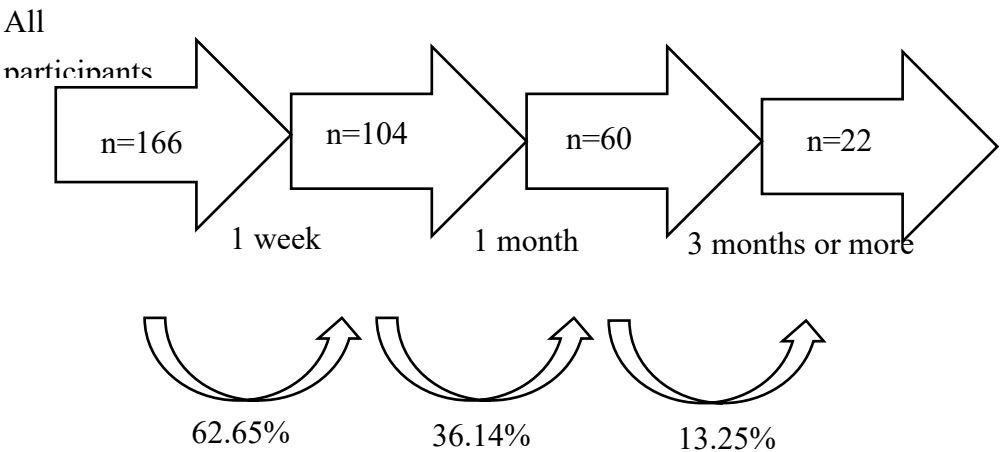 All
participants
n=166
n=104
n=60
n=22
1 week
1 month
3 months or more
62.65%
36.14%
13.25%